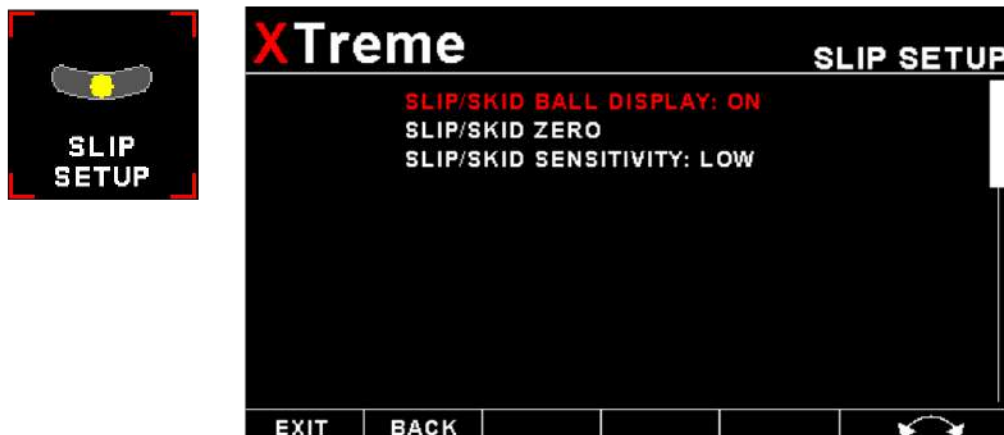 SLIP
SETUP
XTreme
SLIP SETUP
SLIP/SKID BALL DISPLAY: ON
SLIP/SKID ZERO
SLIP/SKID SENSITIVITY: LOW
EXIT BACK